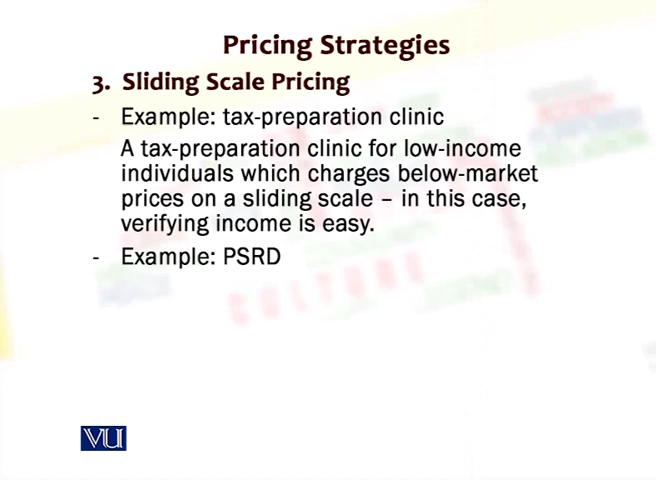 Pricing Strategies
3. Sliding Scale Pricing
- Example: tax-preparation clinic
A tax-preparation clinic for low-income
individuals which charges below-market
prices on a sliding scale – in this case,
verifying income is easy.
- Example: PSRD
CULTURE
VU